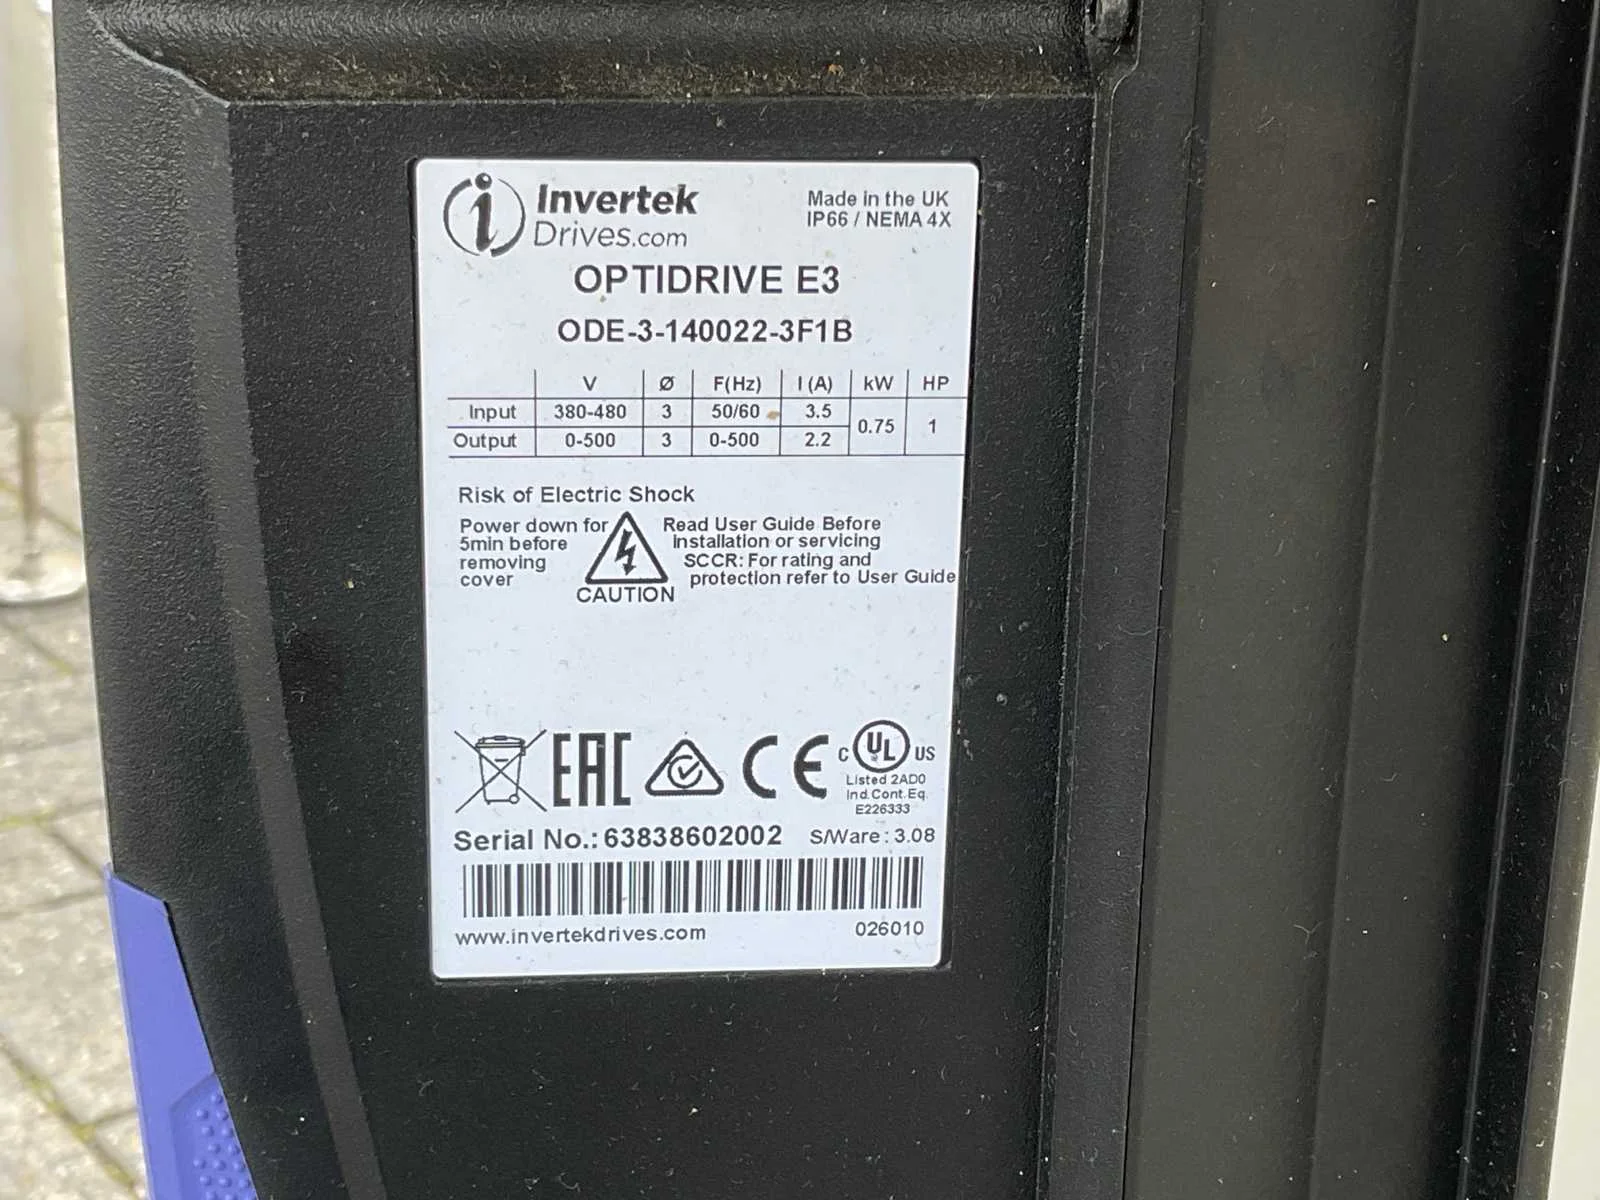 Invertek
Drives.com
Made in the UK
IP66 / NEMA 4X
OPTIDRIVE E3
ODE-3-140022-3F1B
V Ø F(Hz) I (A) kW HP
Input 380-480 3 50/60 3.5 0.75 1
Output 0-500 3 0-500 2.2
Risk of Electric Shock
Power down for
5min before
removing
cover
CAUTION
Read User Guide Before
Installation or servicing
SCCR: For rating and
protection refer to User Guide
EAC
CE
C UL US
Listed 2AD0
Ind.Cont.Eq.
E226333
Serial No.: 63838602002 S/Ware : 3.08
www.invertekdrives.com 026010